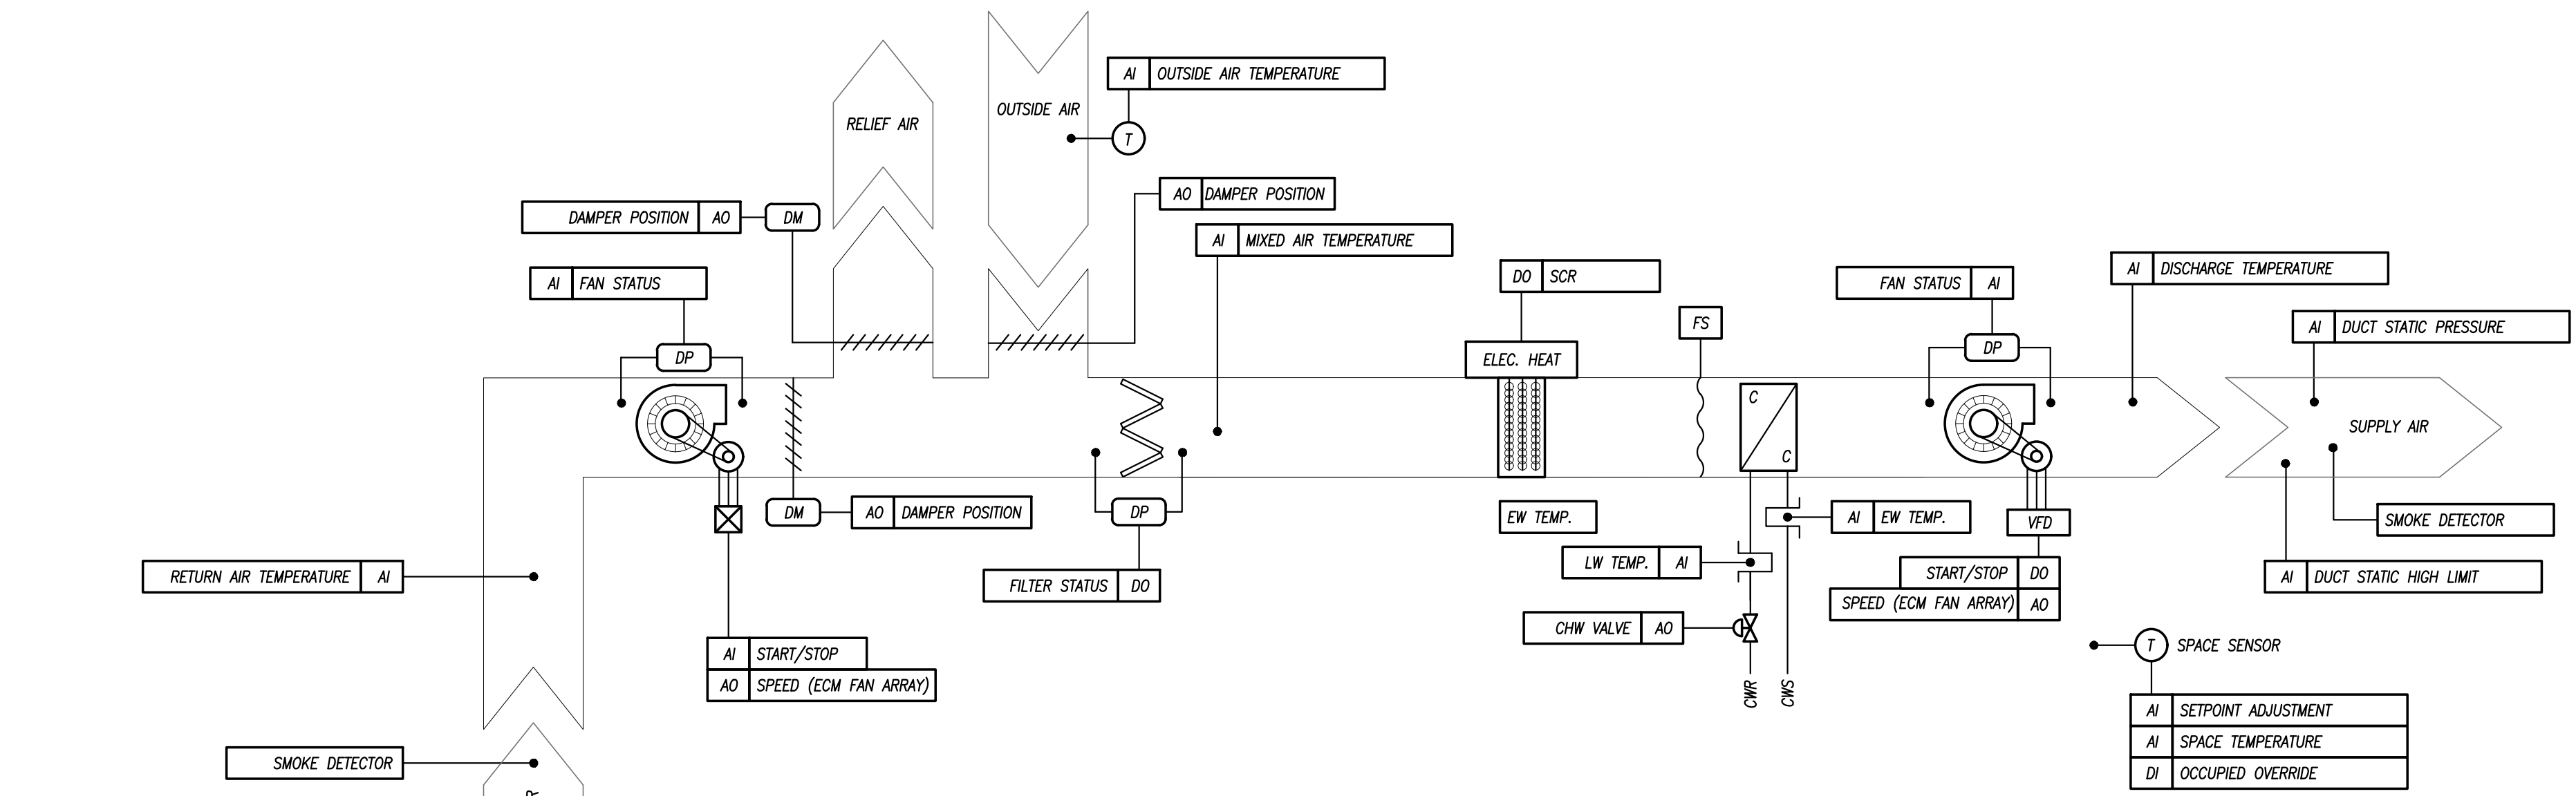 AI OUTSIDE AIR TEMPERATURE
OUTSIDE AIR
RELIEF AIR
T
AO DAMPER POSITION
DAMPER POSITION AO
DM
AI MIXED AIR TEMPERATURE
AI DISCHARGE TEMPERATURE
DO SCR
AI FAN STATUS
FAN STATUS AI
FS
AI DUCT STATIC PRESSURE
DP
ELEC. HEAT
DP
C
C
SUPPLY AIR
DM
AO DAMPER POSITION
DP
EW TEMP.
AI EW TEMP.
VFD
SMOKE DETECTOR
LW TEMP. AI
START/STOP DO
SPEED (ECM FAN ARRAY) AO
AI DUCT STATIC HIGH LIMIT
RETURN AIR TEMPERATURE AI
FILTER STATUS DO
CHW VALVE AO
T
SPACE SENSOR
AI START/STOP
AO SPEED (ECM FAN ARRAY)
CWR
CWS
AI SETPOINT ADJUSTMENT
AI SPACE TEMPERATURE
DI OCCUPIED OVERRIDE
SMOKE DETECTOR